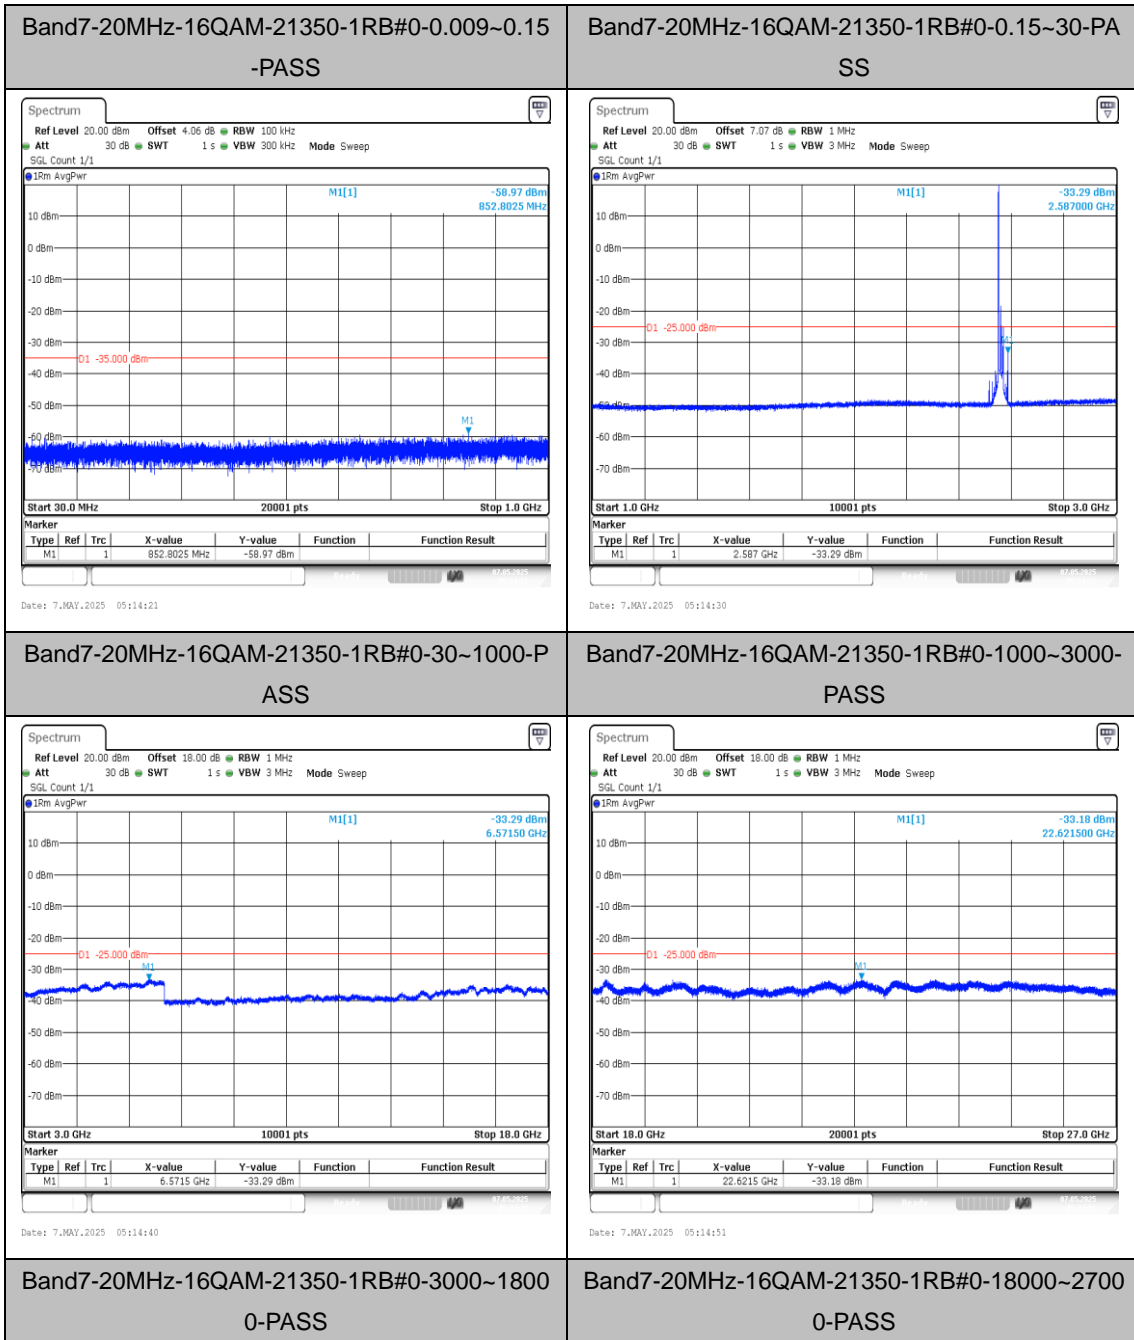 Band7-20MHz-16QAM-21350-1RB#0-0.009~0.15
-PASS
Band7-20MHz-16QAM-21350-1RB#0-0.15~30-PA
SS
Spectrum
Ref Level 20.00 dBm Offset 4.06 dB RBW 100 kHz
Att 30 dB SWT 1 s VBW 300 kHz Mode Sweep
SGL Count 1/1
1Rm AvgPwr
M1[1] -58.97 dBm
852.8025 MHz
10 dBm
0 dBm
-10 dBm
-20 dBm
-30 dBm
D1 -35.000 dBm
-40 dBm
-50 dBm
M1
-60 dBm
-70 dBm
Start 30.0 MHz 20001 pts Stop 1.0 GHz
Marker
Type Ref Trc X-value Y-value Function Function Result
M1 1 852.8025 MHz -58.97 dBm
Ready 07.05.2025
Date: 7.MAY.2025 05:14:21
Spectrum
Ref Level 20.00 dBm Offset 7.07 dB RBW 1 MHz
Att 30 dB SWT 1 s VBW 3 MHz Mode Sweep
SGL Count 1/1
1Rm AvgPwr
M1[1] -33.29 dBm
2.587000 GHz
10 dBm
0 dBm
-10 dBm
-20 dBm
D1 -25.000 dBm
-30 dBm
M1
-40 dBm
-50 dBm
-60 dBm
-70 dBm
Start 1.0 GHz 10001 pts Stop 3.0 GHz
Marker
Type Ref Trc X-value Y-value Function Function Result
M1 1 2.587 GHz -33.29 dBm
Ready 07.05.2025
Date: 7.MAY.2025 05:14:30
Band7-20MHz-16QAM-21350-1RB#0-30~1000-P
ASS
Band7-20MHz-16QAM-21350-1RB#0-1000~3000-
PASS
Spectrum
Ref Level 20.00 dBm Offset 18.00 dB RBW 1 MHz
Att 30 dB SWT 1 s VBW 3 MHz Mode Sweep
SGL Count 1/1
1Rm AvgPwr
M1[1] -33.29 dBm
6.57150 GHz
10 dBm
0 dBm
-10 dBm
-20 dBm
D1 -25.000 dBm
M1
-30 dBm
-40 dBm
-50 dBm
-60 dBm
-70 dBm
Start 3.0 GHz 10001 pts Stop 18.0 GHz
Marker
Type Ref Trc X-value Y-value Function Function Result
M1 1 6.5715 GHz -33.29 dBm
Ready 07.05.2025
Date: 7.MAY.2025 05:14:40
Spectrum
Ref Level 20.00 dBm Offset 18.00 dB RBW 1 MHz
Att 30 dB SWT 1 s VBW 3 MHz Mode Sweep
SGL Count 1/1
1Rm AvgPwr
M1[1] -33.18 dBm
22.621500 GHz
10 dBm
0 dBm
-10 dBm
-20 dBm
D1 -25.000 dBm
M1
-30 dBm
-40 dBm
-50 dBm
-60 dBm
-70 dBm
Start 18.0 GHz 20001 pts Stop 27.0 GHz
Marker
Type Ref Trc X-value Y-value Function Function Result
M1 1 22.6215 GHz -33.18 dBm
Ready 07.05.2025
Date: 7.MAY.2025 05:14:51
Band7-20MHz-16QAM-21350-1RB#0-3000~1800
0-PASS
Band7-20MHz-16QAM-21350-1RB#0-18000~2700
0-PASS